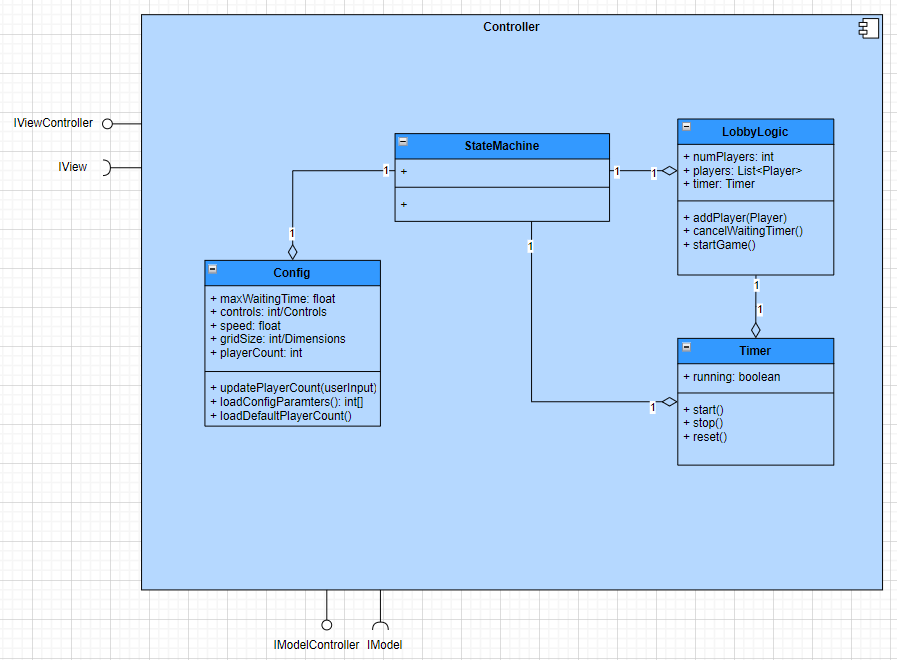 Controller
IViewController
IView
StateMachine
+
+
1
1
1
1
1
LobbyLogic
+ numPlayers: int
+ players: List<Player>
+ timer: Timer
+ addPlayer(Player)
+ cancelWaitingTimer()
+ startGame()
Config
+ maxWaitingTime: float
+ controls: int/Controls
+ speed: float
+ gridSize: int/Dimensions
+ playerCount: int
+ updatePlayerCount(userInput)
+ loadConfigParamters(): int[]
+ loadDefaultPlayerCount()
1
1
Timer
+ running: boolean
+ start()
+ stop()
+ reset()
1
IModelController
IModel